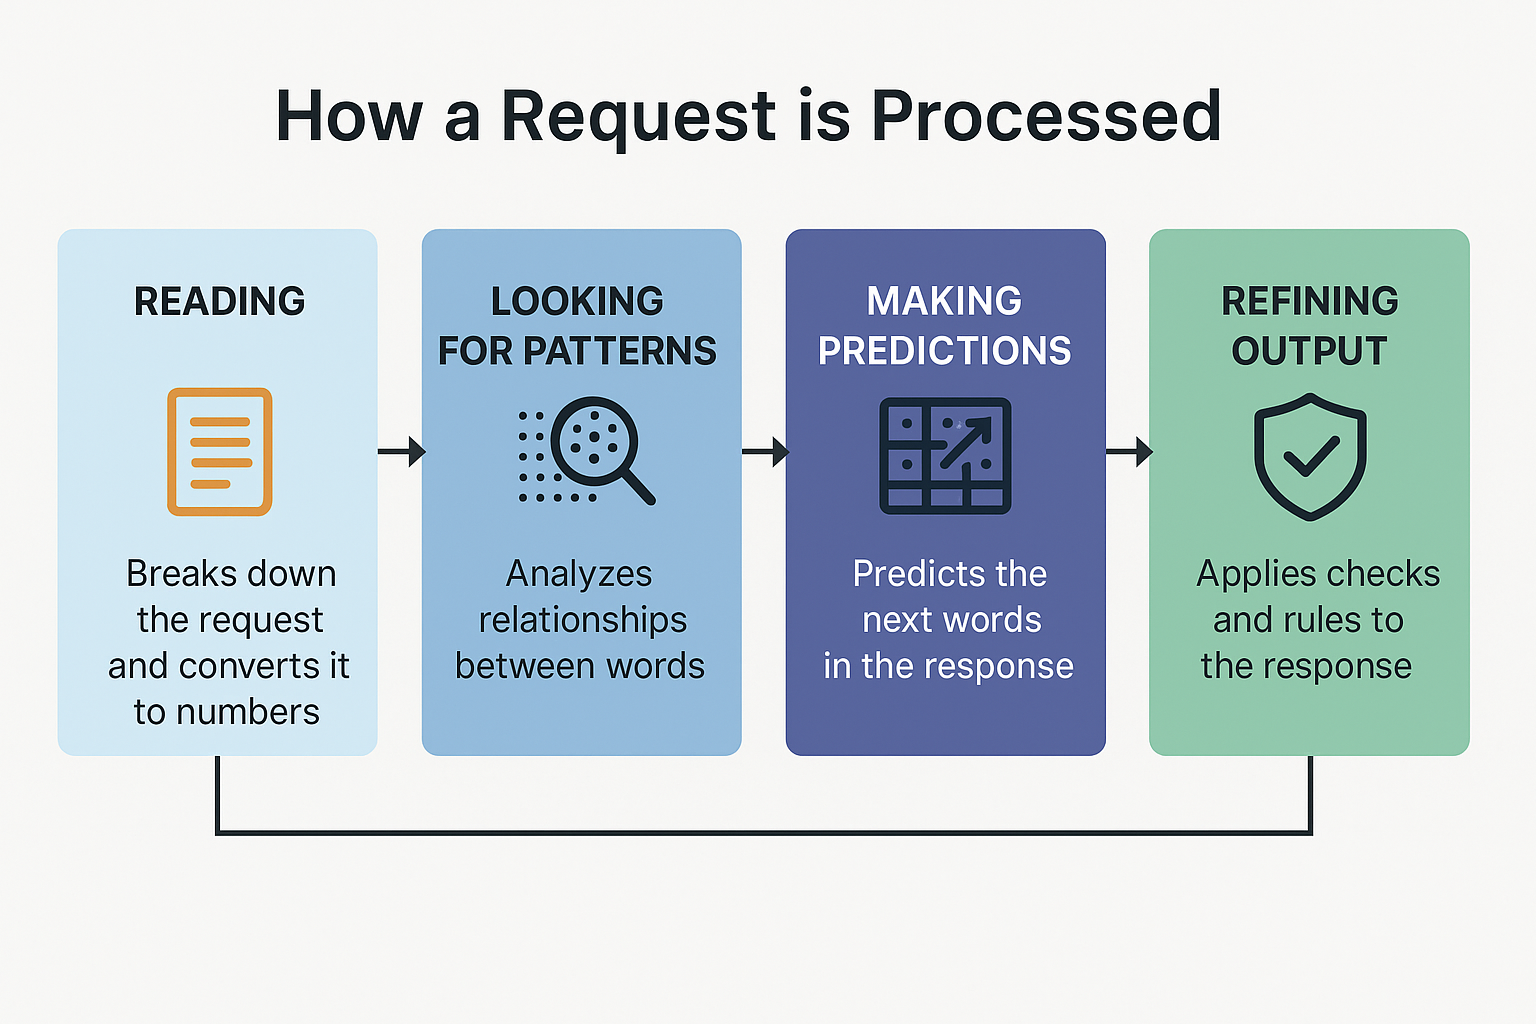 How a Request is Processed
READING
Breaks down
the request
and converts it
to numbers
LOOKING
FOR PATTERNS
Analyzes
relationships
between words
MAKING
PREDICTIONS
Predicts the
next words
in the response
REFINING
OUTPUT
Applies checks
and rules to
the response